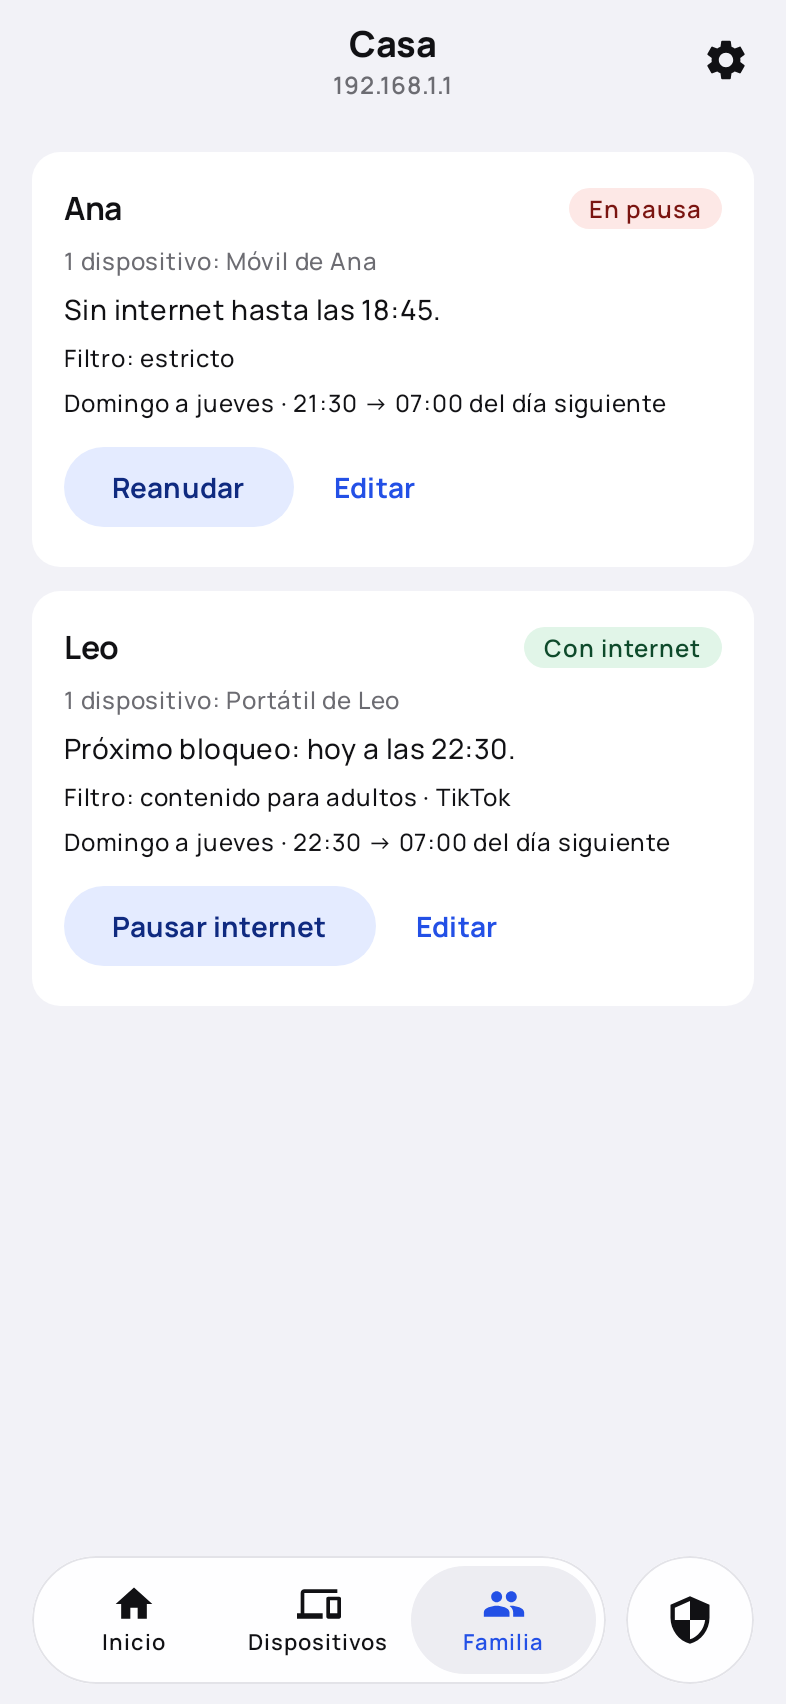 Casa
192.168.1.1
Ana
En pausa
1 dispositivo: Móvil de Ana
Sin internet hasta las 18:45.
Filtro: estricto
Domingo a jueves · 21:30 → 07:00 del día siguiente
Reanudar
Editar
Leo
Con internet
1 dispositivo: Portátil de Leo
Próximo bloqueo: hoy a las 22:30.
Filtro: contenido para adultos · TikTok
Domingo a jueves · 22:30 → 07:00 del día siguiente
Pausar internet
Editar
Inicio
Dispositivos
Familia